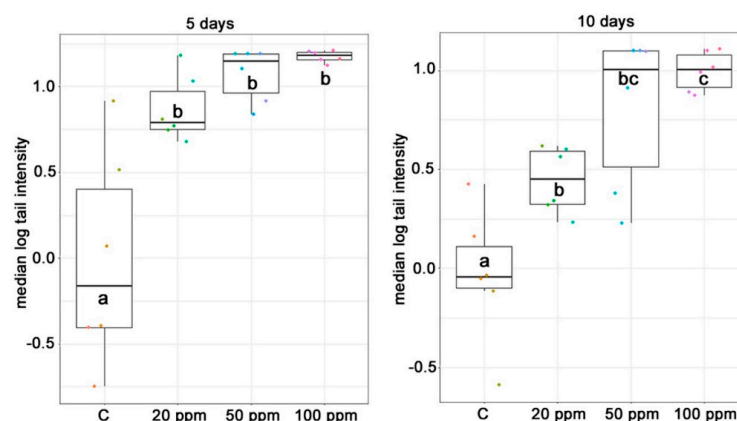 5 days
median log tail intensity
1.0
0.5
0.0
-0.5
a
b
b
b
C
20 ppm
50 ppm
100 ppm
10 days
median log tail intensity
1.0
0.5
0.0
-0.5
a
b
bc
c
C
20 ppm
50 ppm
100 ppm